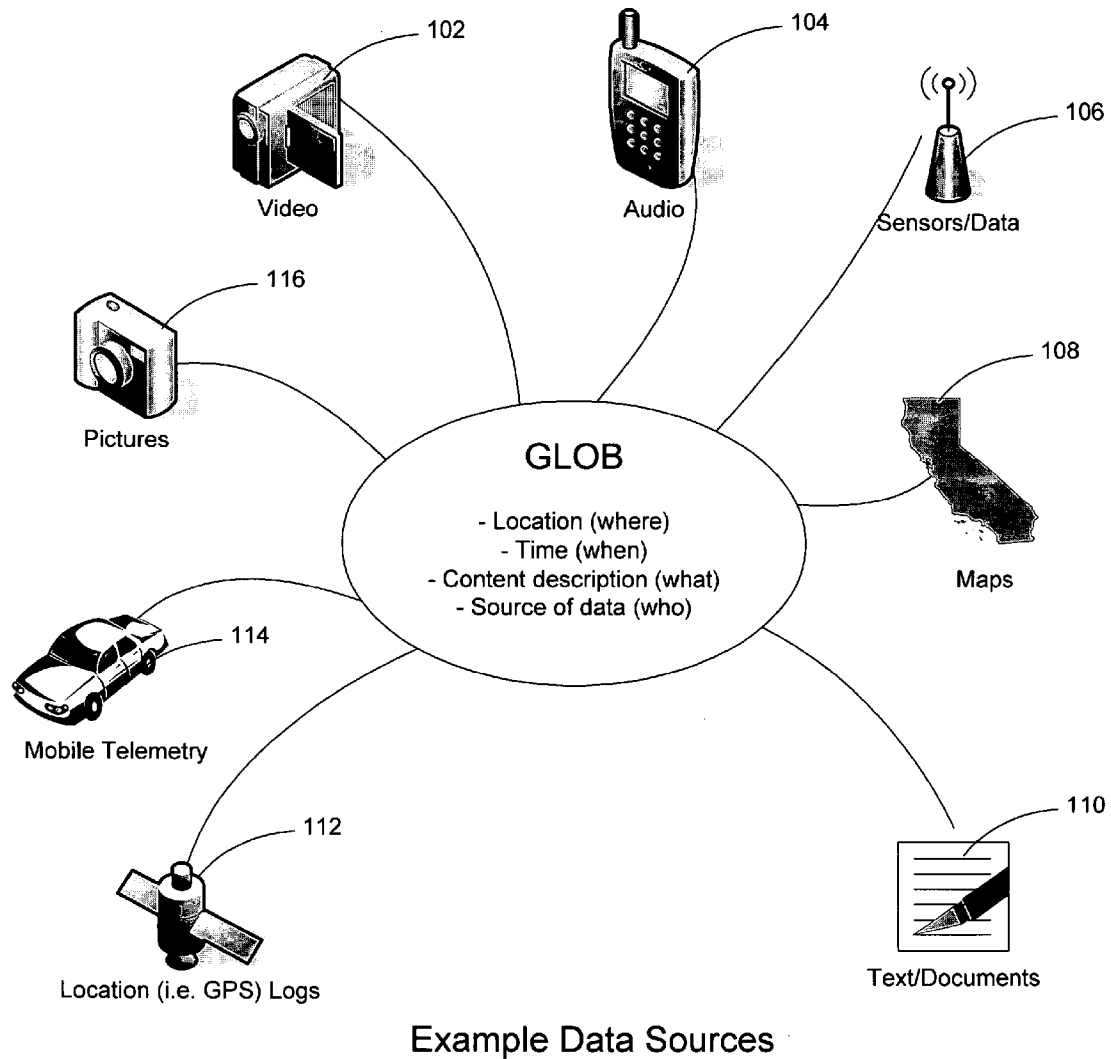 102
Video
104
Audio
106
Sensors/Data
116
Pictures
108
Maps
GLOB
- Location (where)
- Time (when)
- Content description (what)
- Source of data (who)
114
Mobile Telemetry
112
Location (i.e. GPS) Logs
110
Text/Documents
Example Data Sources